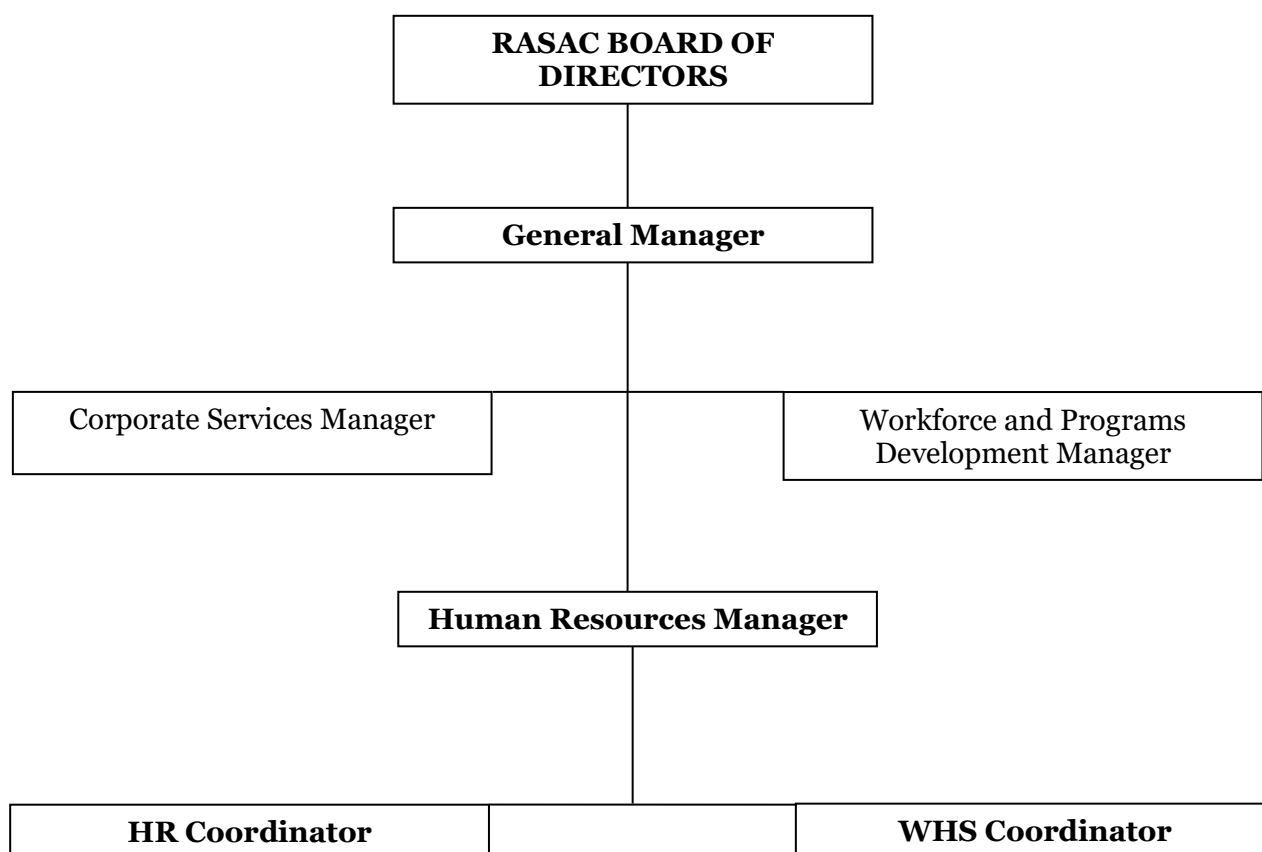 RASAC BOARD OF
DIRECTORS
General Manager
Corporate Services Manager
Workforce and Programs
Development Manager
Human Resources Manager
HR Coordinator
WHS Coordinator